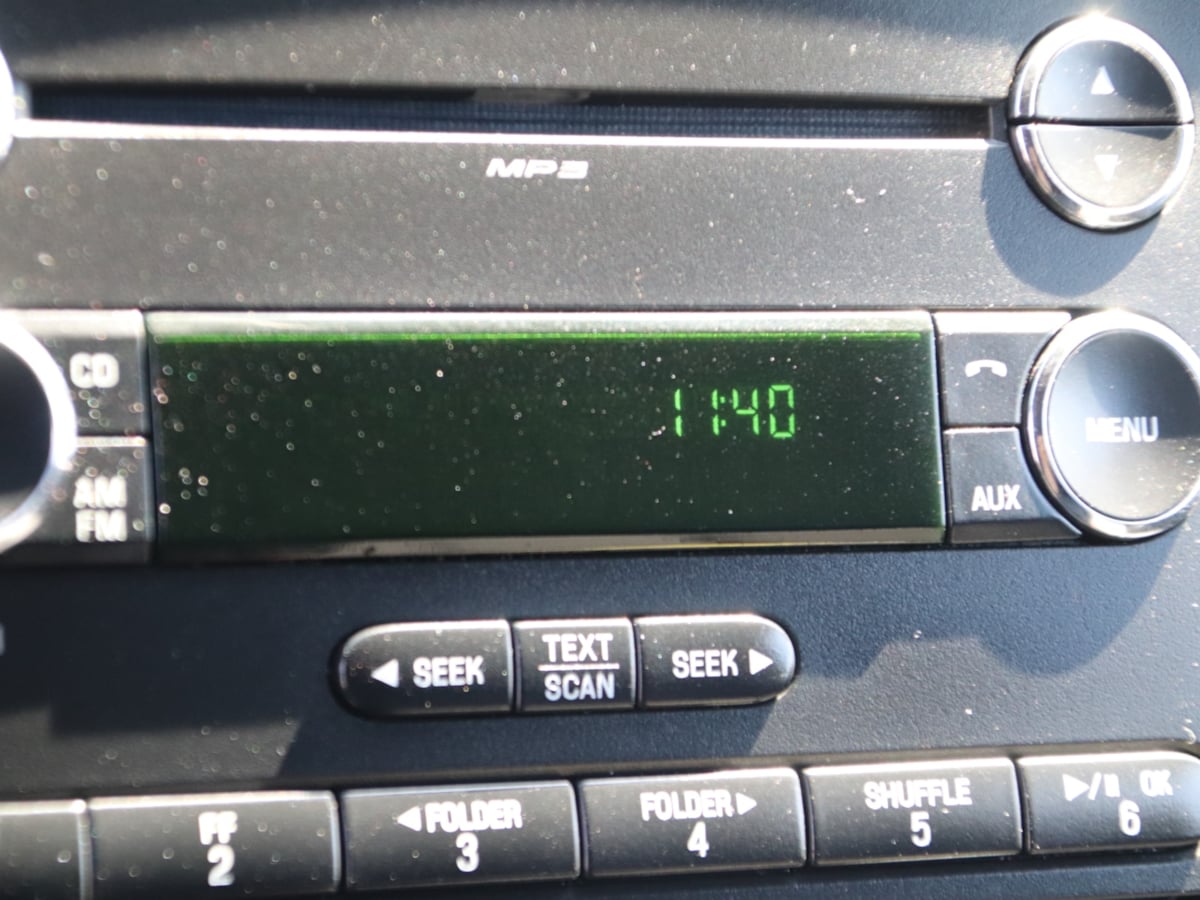 MP3
CD
11:40
MENU
AM
FM
AUX
◀ SEEK
TEXT
SCAN
SEEK ▶
FF
2
◀FOLDER
3
FOLDER▶
4
SHUFFLE
5
▶/II OK
6